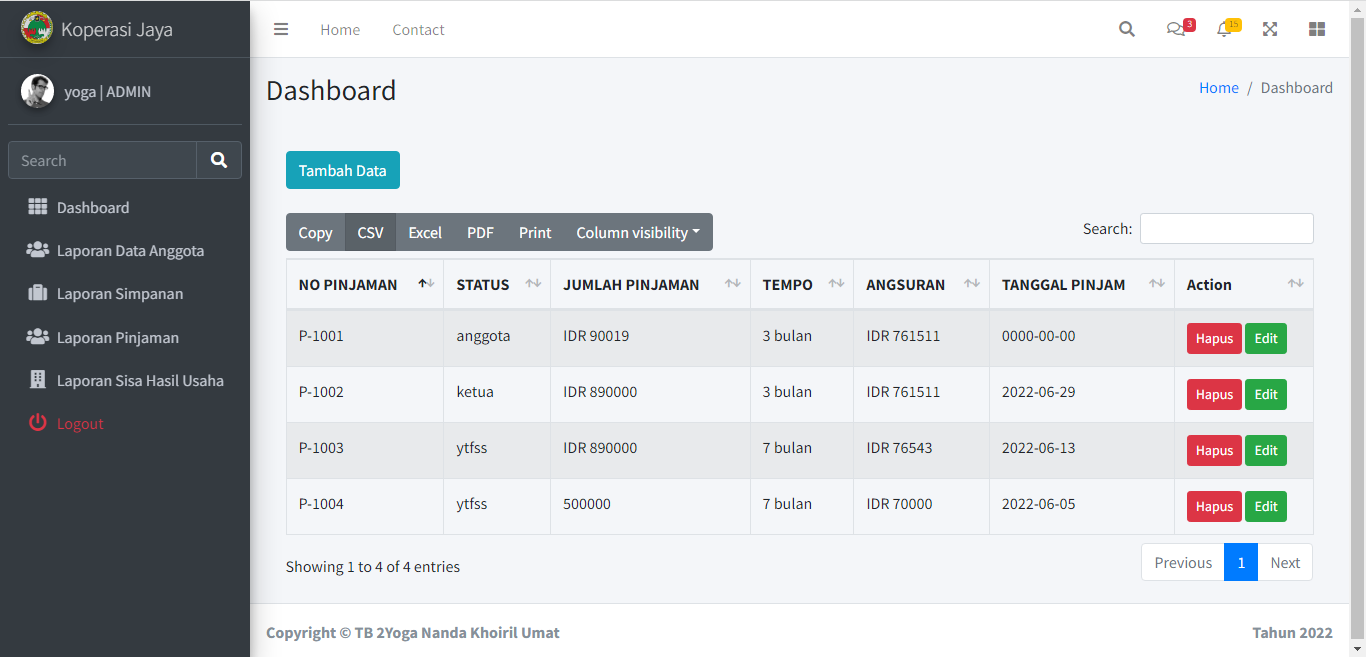 Koperasi Jaya
Home Contact 3 15
yoga | ADMIN
Dashboard
Home / Dashboard
Search
Dashboard
Laporan Data Anggota
Laporan Simpanan
Laporan Pinjaman
Laporan Sisa Hasil Usaha
Logout
Tambah Data
Copy CSV Excel PDF Print Column visibility
Search:
NO PINJAMAN STATUS JUMLAH PINJAMAN TEMPO ANGSURAN TANGGAL PINJAM Action
P-1001 anggota IDR 90019 3 bulan IDR 761511 0000-00-00 Hapus Edit
P-1002 ketua IDR 890000 3 bulan IDR 761511 2022-06-29 Hapus Edit
P-1003 ytfss IDR 890000 7 bulan IDR 76543 2022-06-13 Hapus Edit
P-1004 ytfss 500000 7 bulan IDR 70000 2022-06-05 Hapus Edit
Showing 1 to 4 of 4 entries
Previous 1 Next
Copyright © TB 2Yoga Nanda Khoiril Umat
Tahun 2022